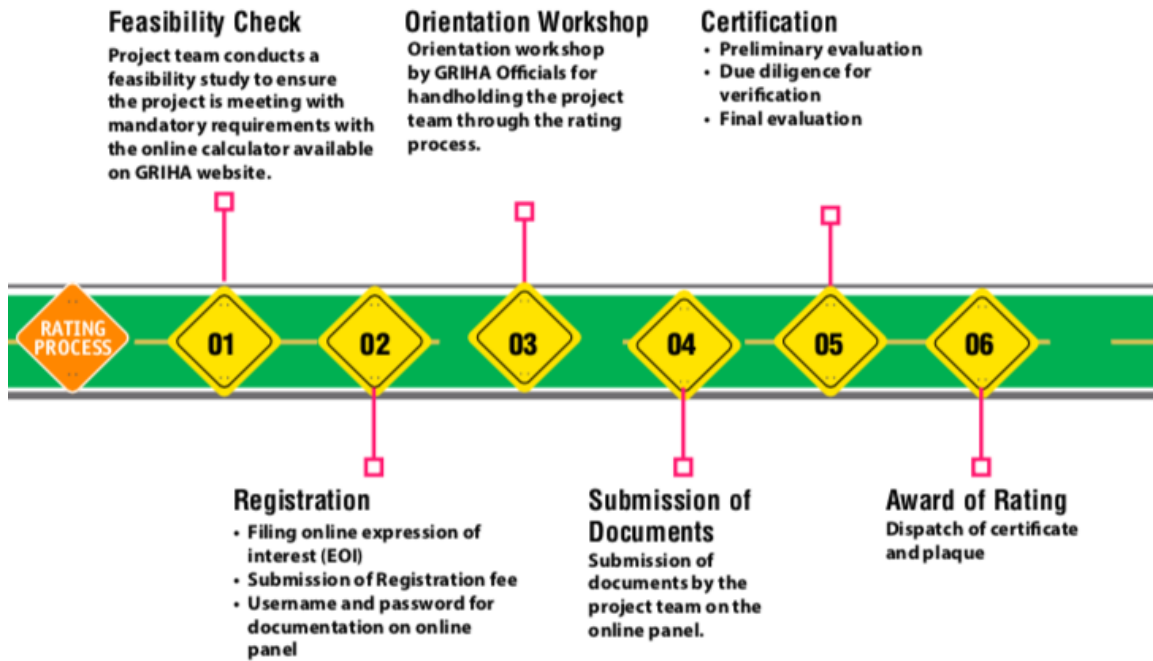 Feasibility Check
Project team conducts a
feasibility study to ensure
the project is meeting with
mandatory requirements with
the online calculator available
on GRIHA website.
Orientation Workshop
Orientation workshop
by GRIHA Officials for
handholding the project
team through the rating
process.
Certification
• Preliminary evaluation
• Due diligence for
verification
• Final evaluation
RATING
PROCESS
01
02
03
04
05
06
Registration
• Filing online expression of
interest (EOI)
• Submission of Registration fee
• Username and password for
documentation on online
panel
Submission of
Documents
Submission of
documents by the
project team on the
online panel.
Award of Rating
Dispatch of certificate
and plaque